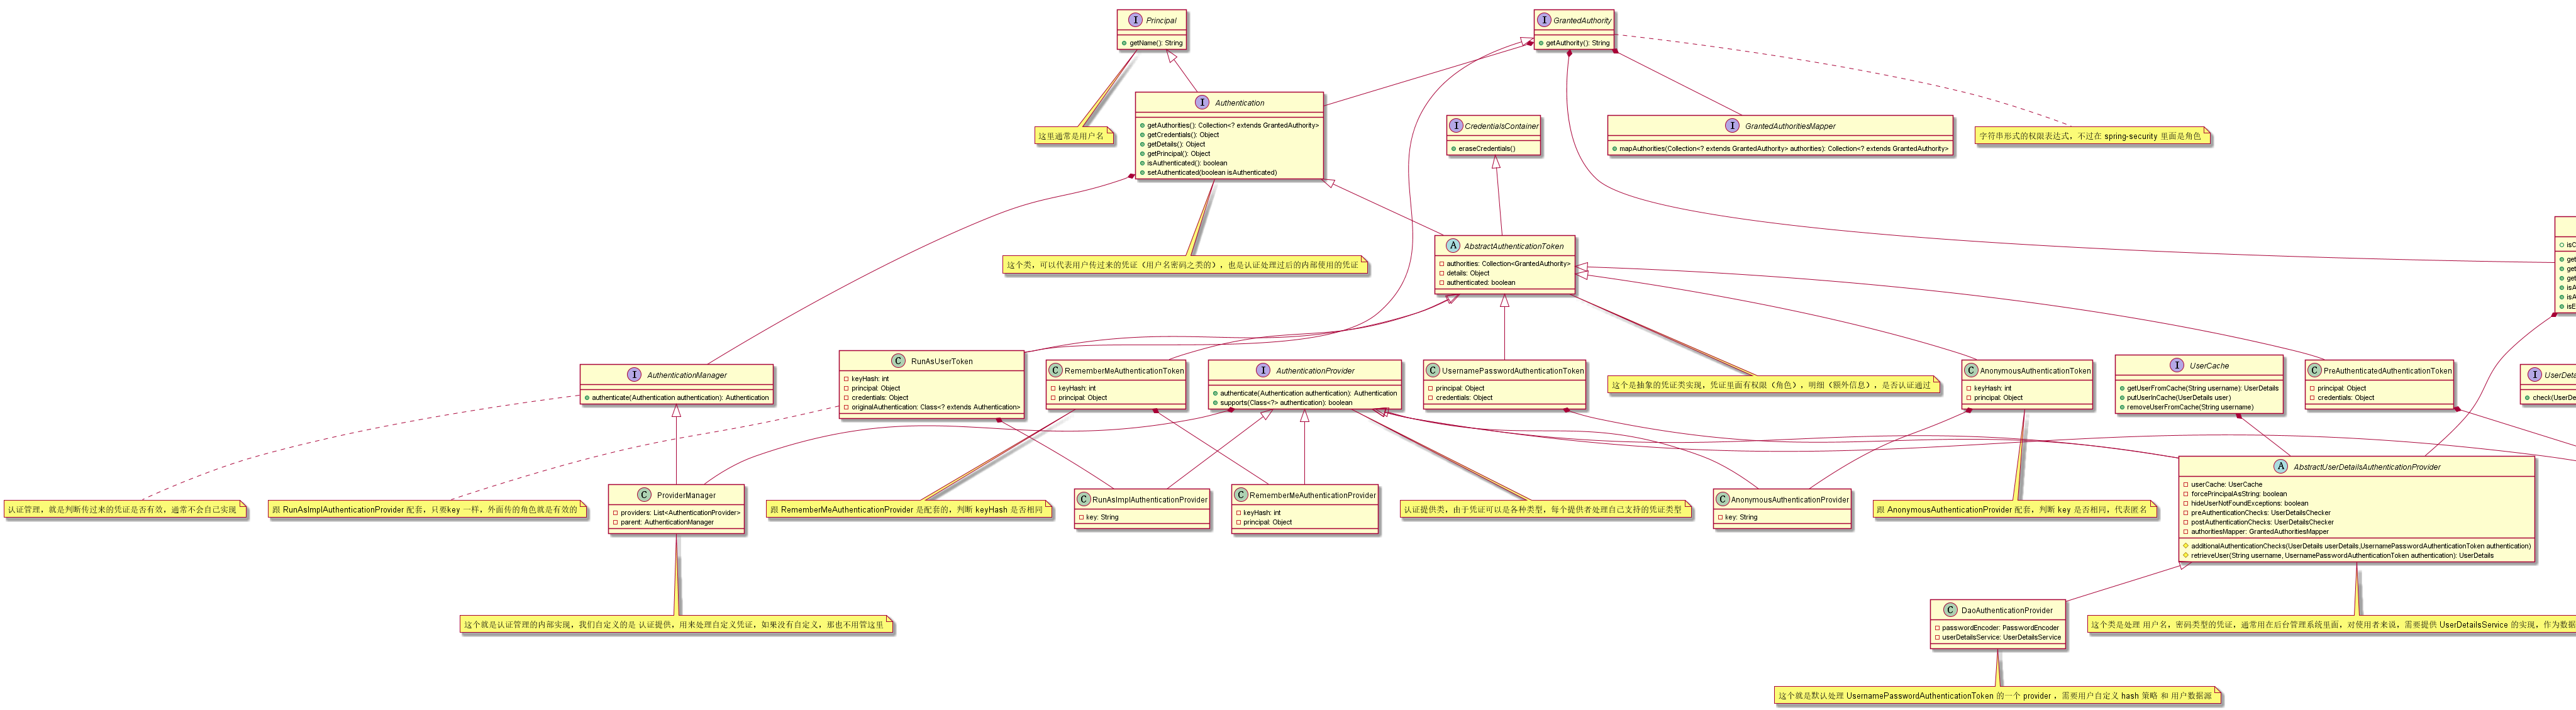 I Principal
getName(): String
I GrantedAuthority
getAuthority(): String
这里通常是用户名
I Authentication
getAuthorities(): Collection<? extends GrantedAuthority>
getCredentials(): Object
getDetails(): Object
getPrincipal(): Object
isAuthenticated(): boolean
setAuthenticated(boolean isAuthenticated)
I CredentialsContainer
eraseCredentials()
I GrantedAuthoritiesMapper
mapAuthorities(Collection<? extends GrantedAuthority> authorities): Collection<? extends GrantedAuthority>
字符串形式的权限表达式，不过在 spring-security 里面是角色
这个类，可以代表用户传过来的凭证（用户名密码之类的），也是认证处理过后的内部使用的凭证
A AbstractAuthenticationToken
authorities: Collection<GrantedAuthority>
details: Object
authenticated: boolean
isC
get
get
get
isA
isA
isE
I AuthenticationManager
authenticate(Authentication authentication): Authentication
C RunAsUserToken
keyHash: int
principal: Object
credentials: Object
originalAuthentication: Class<? extends Authentication>
C RememberMeAuthenticationToken
keyHash: int
principal: Object
I AuthenticationProvider
authenticate(Authentication authentication): Authentication
supports(Class<?> authentication): boolean
C UsernamePasswordAuthenticationToken
principal: Object
credentials: Object
这个是抽象的凭证类实现，凭证里面有权限（角色），明细（额外信息），是否认证通过
C AnonymousAuthenticationToken
keyHash: int
principal: Object
I UserCache
getUserFromCache(String username): UserDetails
putUserInCache(UserDetails user)
removeUserFromCache(String username)
C PreAuthenticatedAuthenticationToken
principal: Object
credentials: Object
I UserDeta
check(UserDe
认证管理，就是判断传过来的凭证是否有效，通常不会自己实现
跟 RunAsImplAuthenticationProvider 配套，只要key 一样，外面传的角色就是有效的
C ProviderManager
providers: List<AuthenticationProvider>
parent: AuthenticationManager
跟 RememberMeAuthenticationProvider 是配套的，判断 keyHash 是否相同
C RunAsImplAuthenticationProvider
key: String
C RememberMeAuthenticationProvider
keyHash: int
principal: Object
认证提供类，由于凭证可以是各种类型，每个提供者处理自己支持的凭证类型
C AnonymousAuthenticationProvider
key: String
跟 AnonymousAuthenticationProvider 配套，判断 key 是否相同，代表匿名
A AbstractUserDetailsAuthenticationProvider
userCache: UserCache
forcePrincipalAsString: boolean
hideUserNotFoundExceptions: boolean
preAuthenticationChecks: UserDetailsChecker
postAuthenticationChecks: UserDetailsChecker
authoritiesMapper: GrantedAuthoritiesMapper
additionalAuthenticationChecks(UserDetails userDetails,UsernamePasswordAuthenticationToken authentication)
retrieveUser(String username, UsernamePasswordAuthenticationToken authentication): UserDetails
这个就是认证管理的内部实现，我们自定义的是 认证提供，用来处理自定义凭证，如果没有自定义，那也不用管这里
C DaoAuthenticationProvider
passwordEncoder: PasswordEncoder
userDetailsService: UserDetailsService
这个类是处理 用户名，密码类型的凭证，通常用在后台管理系统里面，对使用者来说，需要提供 UserDetailsService 的实现，作为数据
这个就是默认处理 UsernamePasswordAuthenticationToken 的一个 provider ，需要用户自定义 hash 策略 和 用户数据源